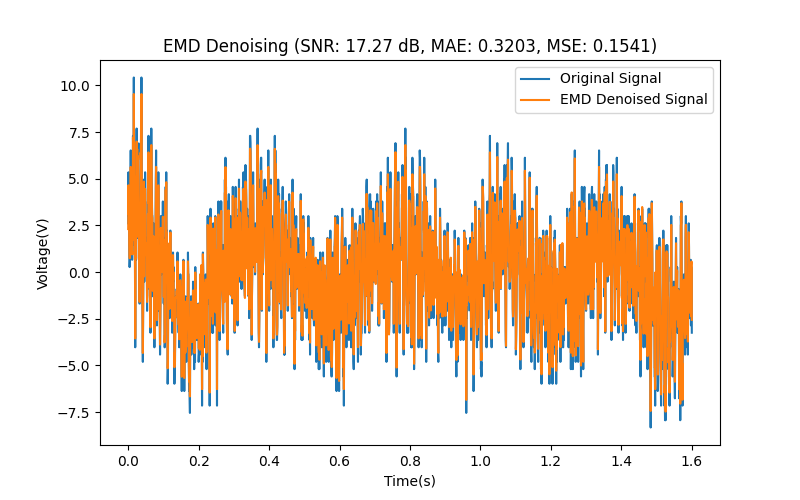 EMD Denoising (SNR: 17.27 dB, MAE: 0.3203, MSE: 0.1541)
Original Signal
EMD Denoised Signal
10.0
7.5
5.0
2.5
0.0
−2.5
−5.0
−7.5
Voltage(V)
0.0 0.2 0.4 0.6 0.8 1.0 1.2 1.4 1.6
Time(s)